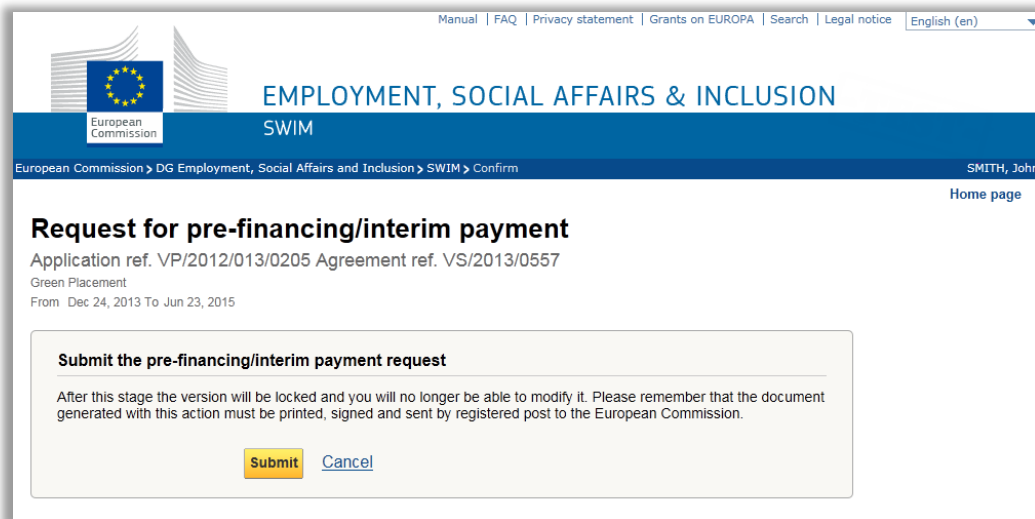 Manual | FAQ | Privacy statement | Grants on EUROPA | Search | Legal notice English (en)
European
Commission
EMPLOYMENT, SOCIAL AFFAIRS & INCLUSION
SWIM
European Commission > DG Employment, Social Affairs and Inclusion > SWIM > Confirm SMITH, John
Home page
Request for pre-financing/interim payment
Application ref. VP/2012/013/0205 Agreement ref. VS/2013/0557
Green Placement
From Dec 24, 2013 To Jun 23, 2015
Submit the pre-financing/interim payment request
After this stage the version will be locked and you will no longer be able to modify it. Please remember that the document
generated with this action must be printed, signed and sent by registered post to the European Commission.
Submit Cancel